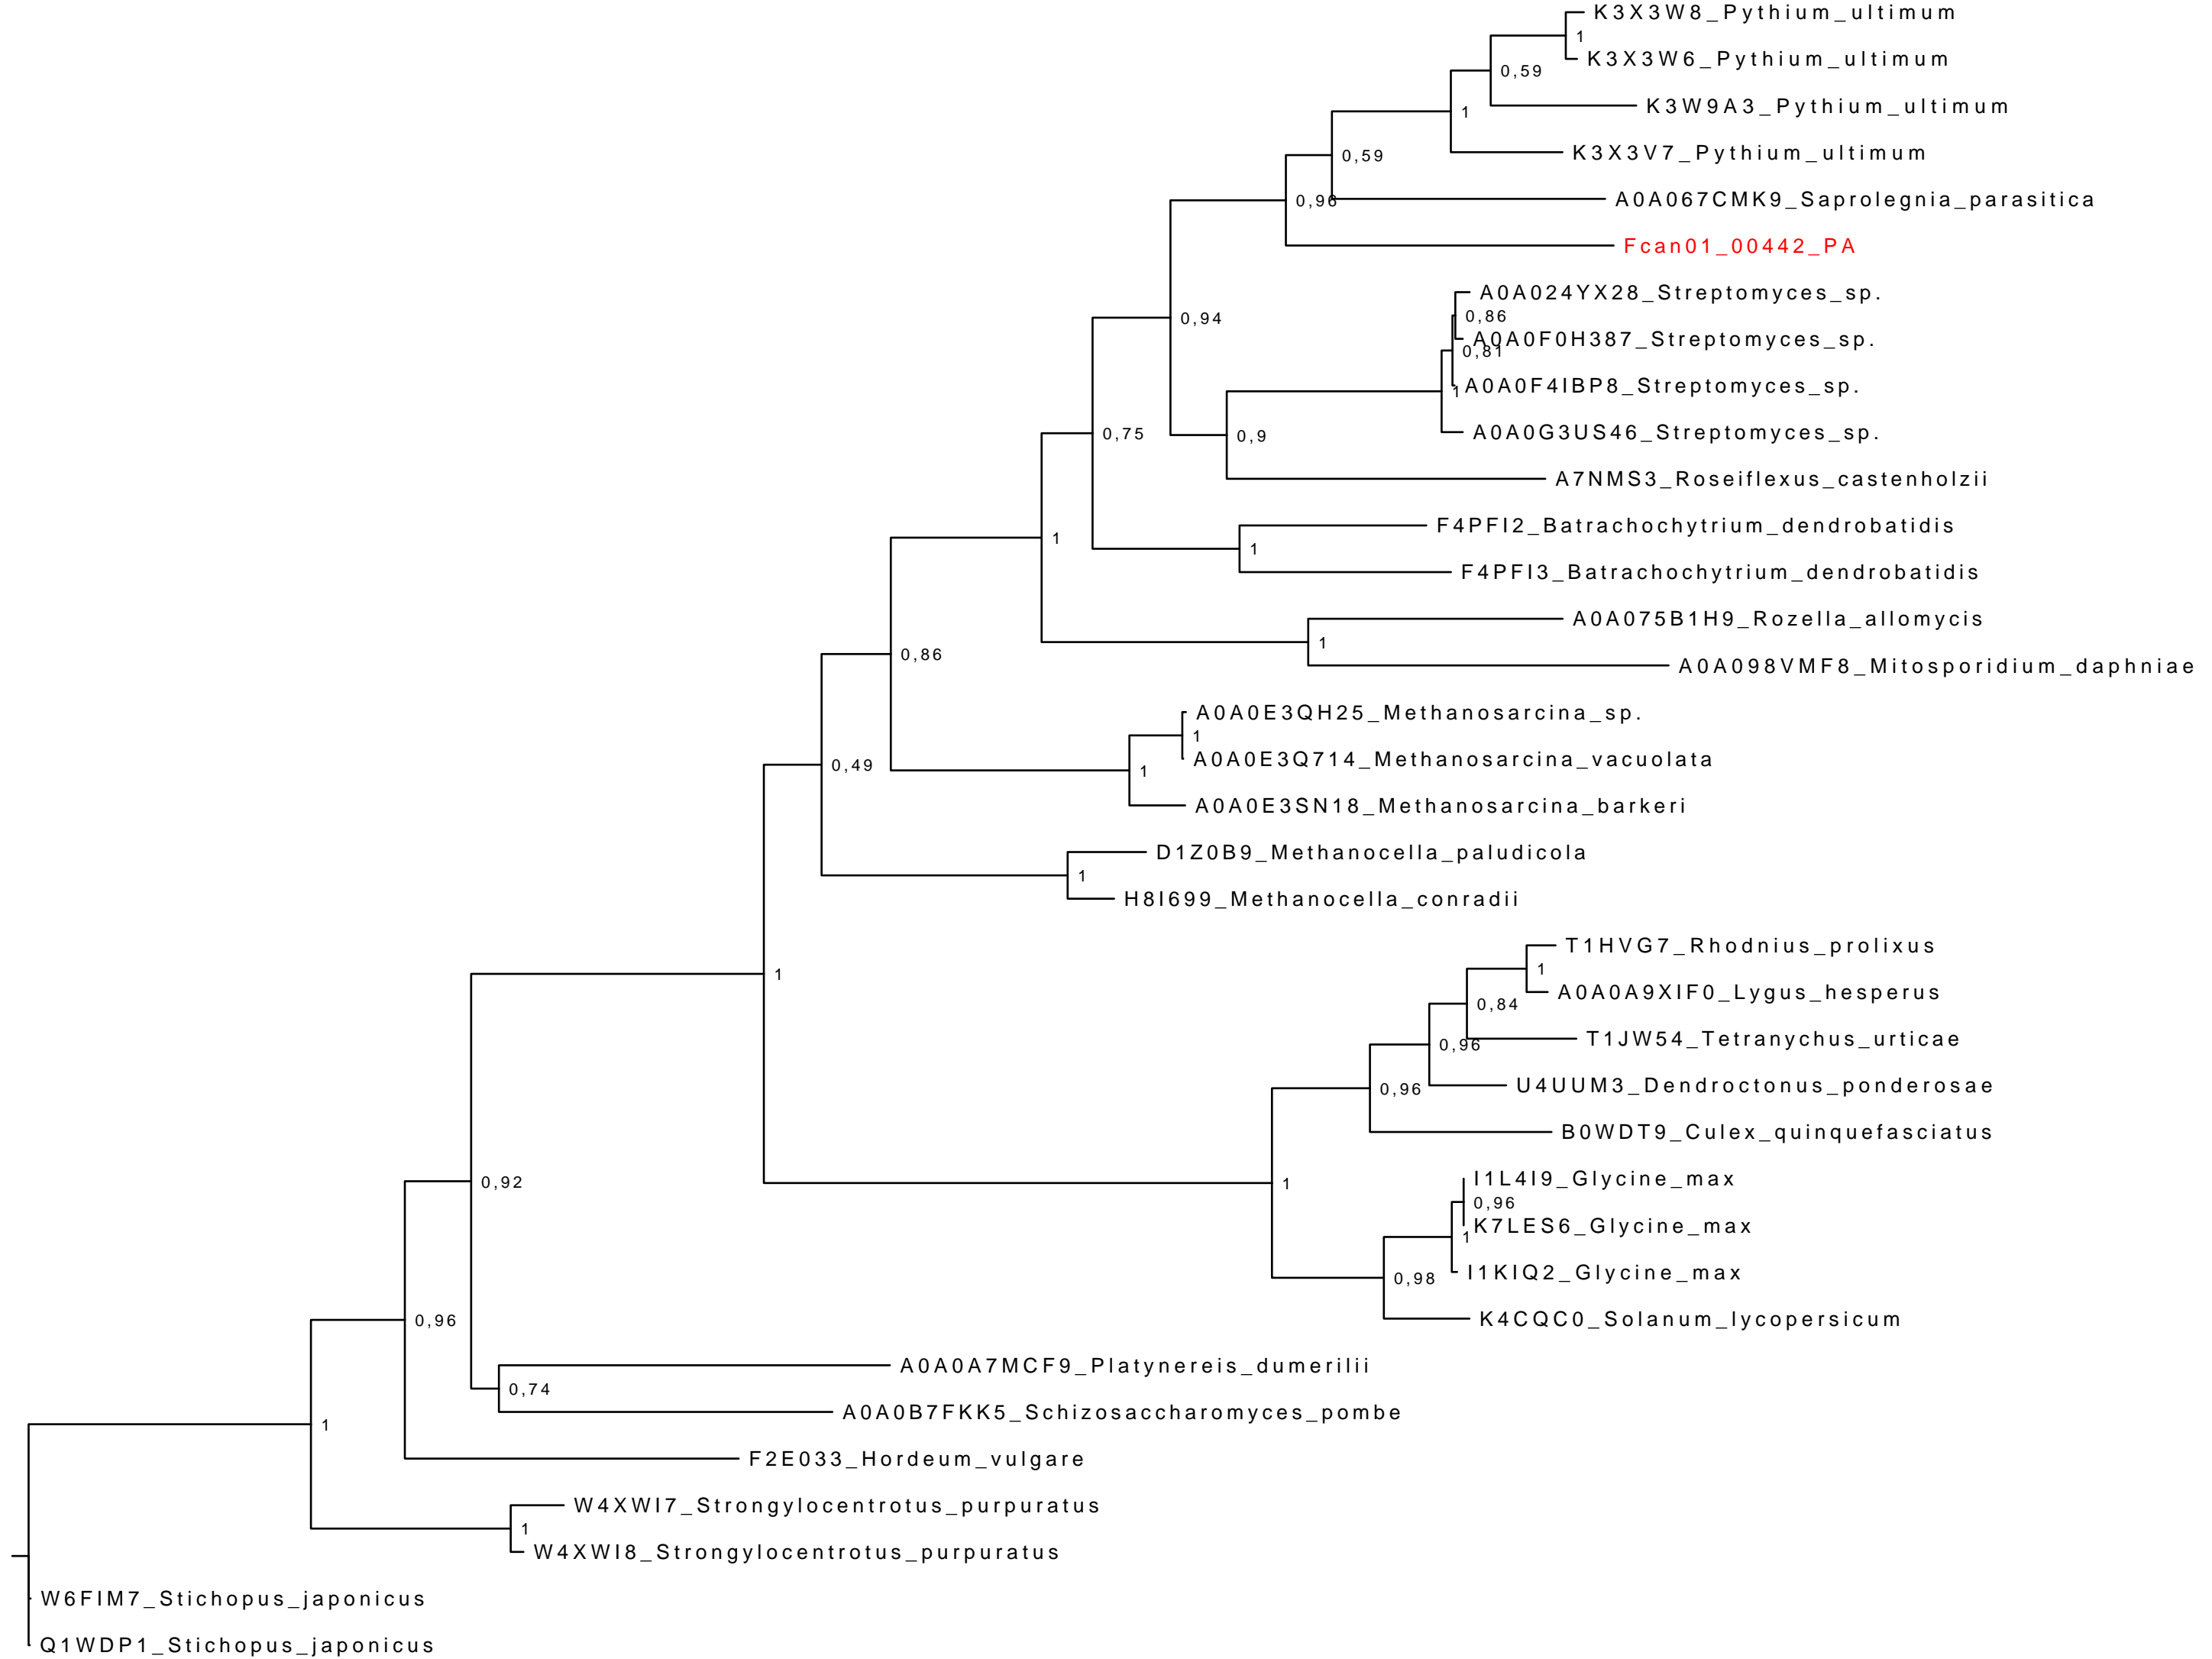 K3X3W8_Pythium_ultimum
1
K3X3W6_Pythium_ultimum
0,59
K3W9A3_Pythium_ultimum
1
K3X3V7_Pythium_ultimum
0,59
A0A067CMK9_Saprolegnia_parasitica
0,96
Fcan01_00442_PA
A0A024YX28_Streptomyces_sp.
0,94
0,86
A0A0F0H387_Streptomyces_sp.
0,81
A0A0F4IBP8_Streptomyces_sp.
1
A0A0G3US46_Streptomyces_sp.
0,75
0,9
A7NMS3_Roseiflexus_castenholzii
F4PFI2_Batrachochytrium_dendrobatidis
1
1
F4PFI3_Batrachochytrium_dendrobatidis
A0A075B1H9_Rozella_allomycis
1
0,86
A0A098VMF8_Mitosporidium_daphniae
A0A0E3QH25_Methanosarcina_sp.
1
A0A0E3Q714_Methanosarcina_vacuolata
0,49
1
A0A0E3SN18_Methanosarcina_barkeri
D1Z0B9_Methanocella_paludicola
1
H8I699_Methanocella_conradii
T1HVG7_Rhodnius_prolixus
1
1
A0A0A9XIF0_Lygus_hesperus
0,84
T1JW54_Tetranychus_urticae
0,96
U4UUM3_Dendroctonus_ponderosae
0,96
B0WDT9_Culex_quinquefasciatus
I1L4I9_Glycine_max
0,92
1
0,96
K7LES6_Glycine_max
1
I1KIQ2_Glycine_max
0,98
K4CQC0_Solanum_lycopersicum
0,96
A0A0A7MCF9_Platynereis_dumerilii
0,74
A0A0B7FKK5_Schizosaccharomyces_pombe
1
F2E033_Hordeum_vulgare
W4XWI7_Strongylocentrotus_purpuratus
1
W4XWI8_Strongylocentrotus_purpuratus
W6FIM7_Stichopus_japonicus
Q1WDP1_Stichopus_japonicus